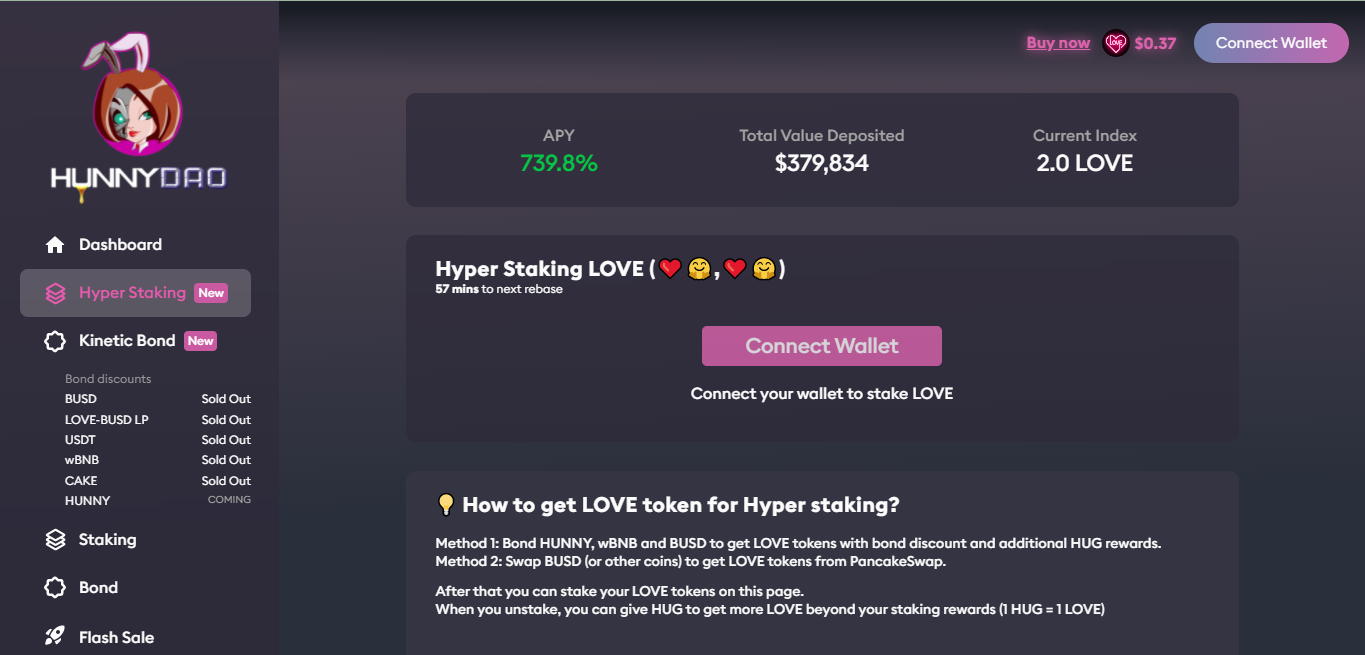 HUNNYDAO
Dashboard
Hyper Staking New
Kinetic Bond New
Bond discounts
BUSD Sold Out
LOVE-BUSD LP Sold Out
USDT Sold Out
wBNB Sold Out
CAKE Sold Out
HUNNY COMING
Staking
Bond
Flash Sale
Buy now LOVE $0.37 Connect Wallet
APY Total Value Deposited Current Index
739.8% $379,834 2.0 LOVE
Hyper Staking LOVE (❤️🤗,❤️🤗)
57 mins to next rebase
Connect Wallet
Connect your wallet to stake LOVE
💡 How to get LOVE token for Hyper staking?
Method 1: Bond HUNNY, wBNB and BUSD to get LOVE tokens with bond discount and additional HUG rewards.
Method 2: Swap BUSD (or other coins) to get LOVE tokens from PancakeSwap.
After that you can stake your LOVE tokens on this page.
When you unstake, you can give HUG to get more LOVE beyond your staking rewards (1 HUG = 1 LOVE)